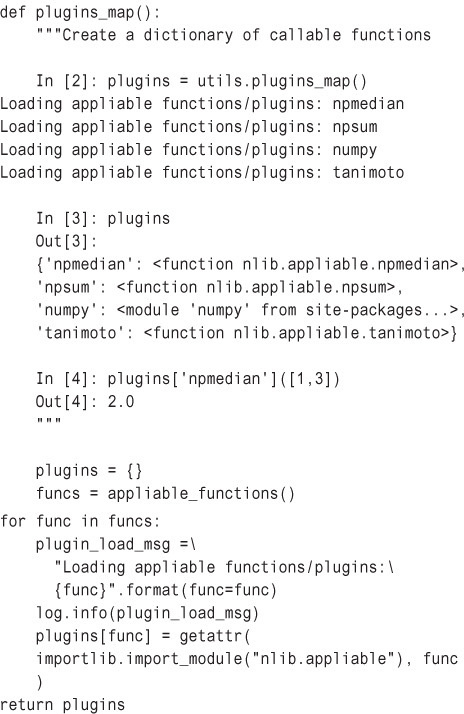 def plugins_map():
    """Create a dictionary of callable functions

    In [2]: plugins = utils.plugins_map()
Loading appliable functions/plugins: npmedian
Loading appliable functions/plugins: npsum
Loading appliable functions/plugins: numpy
Loading appliable functions/plugins: tanimoto

    In [3]: plugins
    Out[3]:
    {'npmedian': <function nlib.appliable.npmedian>,
    'npsum': <function nlib.appliable.npsum>,
    'numpy': <module 'numpy' from site-packages...>,
    'tanimoto': <function nlib.appliable.tanimoto>}

    In [4]: plugins['npmedian']([1,3])
    Out[4]: 2.0
    """

    plugins = {}
    funcs = appliable_functions()
for func in funcs:
    plugin_load_msg =\
      "Loading appliable functions/plugins:\
      {func}".format(func=func)
    log.info(plugin_load_msg)
    plugins[func] = getattr(
    importlib.import_module("nlib.appliable"), func
    )
return plugins